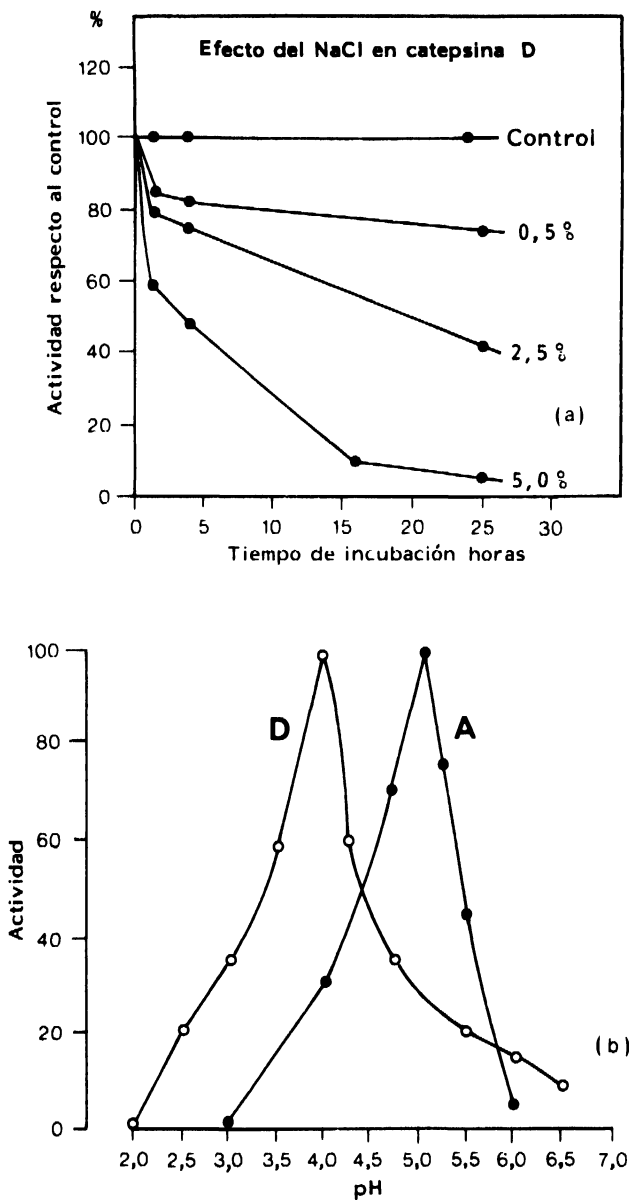 %
Efecto del NaCl en catepsina D
120
100
80
60
40
20
0
Actividad respecto al control
Control
0,5%
2,5%
5,0%
(a)
0 5 10 15 20 25 30
Tiempo de incubación horas
100
80
60
40
20
0
Actividad
D
A
(b)
2,0 2,5 3,0 3,5 4,0 4,5 5,0 5,5 6,0 6,5 7,0
pH